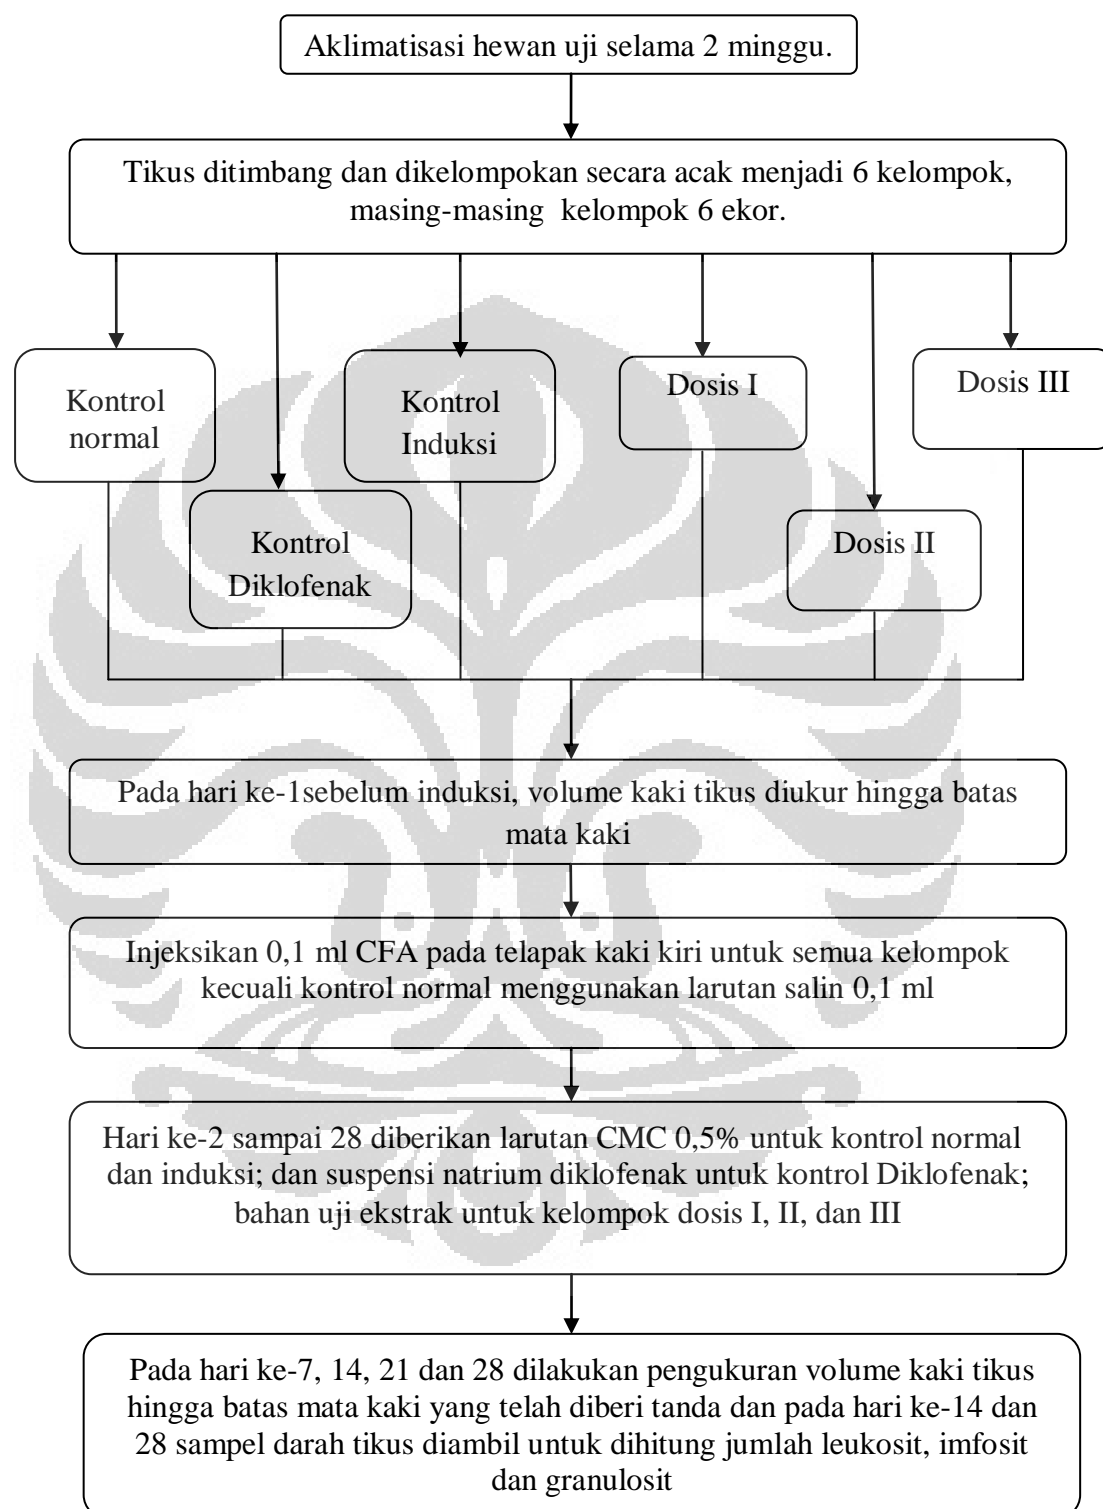 Aklimatisasi hewan uji selama 2 minggu.
Tikus ditimbang dan dikelompokan secara acak menjadi 6 kelompok,
masing-masing kelompok 6 ekor.
Kontrol
normal
Kontrol
Diklofenak
Kontrol
Induksi
Dosis I
Dosis II
Dosis III
Pada hari ke-1sebelum induksi, volume kaki tikus diukur hingga batas
mata kaki
Injeksikan 0,1 ml CFA pada telapak kaki kiri untuk semua kelompok
kecuali kontrol normal menggunakan larutan salin 0,1 ml
Hari ke-2 sampai 28 diberikan larutan CMC 0,5% untuk kontrol normal
dan induksi; dan suspensi natrium diklofenak untuk kontrol Diklofenak;
bahan uji ekstrak untuk kelompok dosis I, II, dan III
Pada hari ke-7, 14, 21 dan 28 dilakukan pengukuran volume kaki tikus
hingga batas mata kaki yang telah diberi tanda dan pada hari ke-14 dan
28 sampel darah tikus diambil untuk dihitung jumlah leukosit, imfosit
dan granulosit